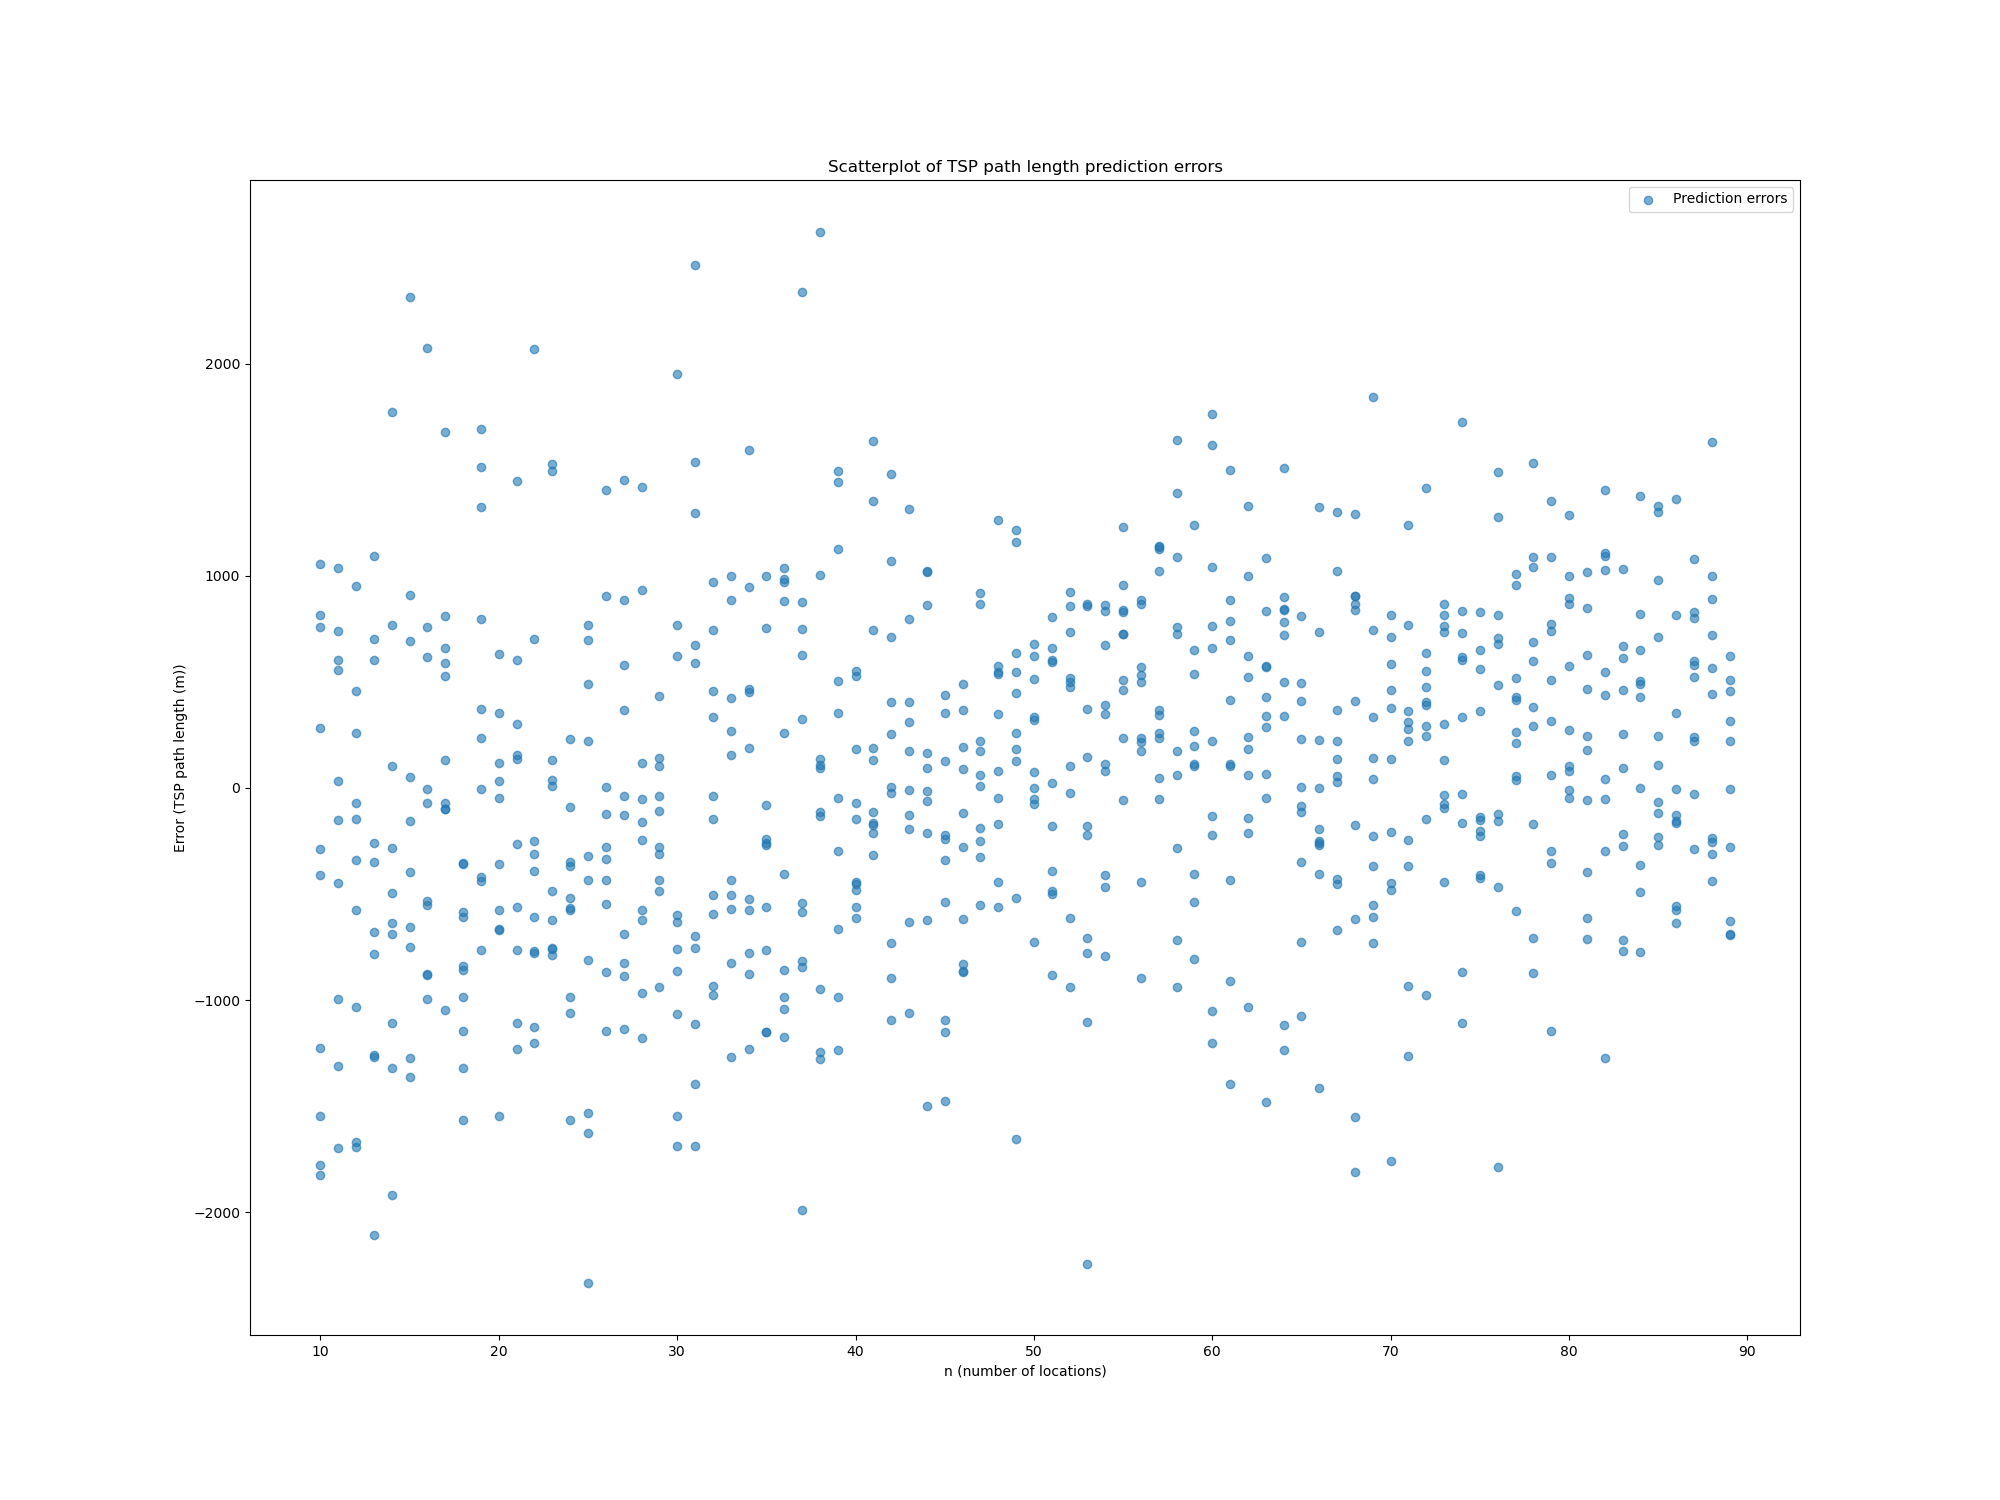 Scatterplot of TSP path length prediction errors
Prediction errors
Error (TSP path length (m))
2000
1000
0
−1000
−2000
10 20 30 40 50 60 70 80 90
n (number of locations)